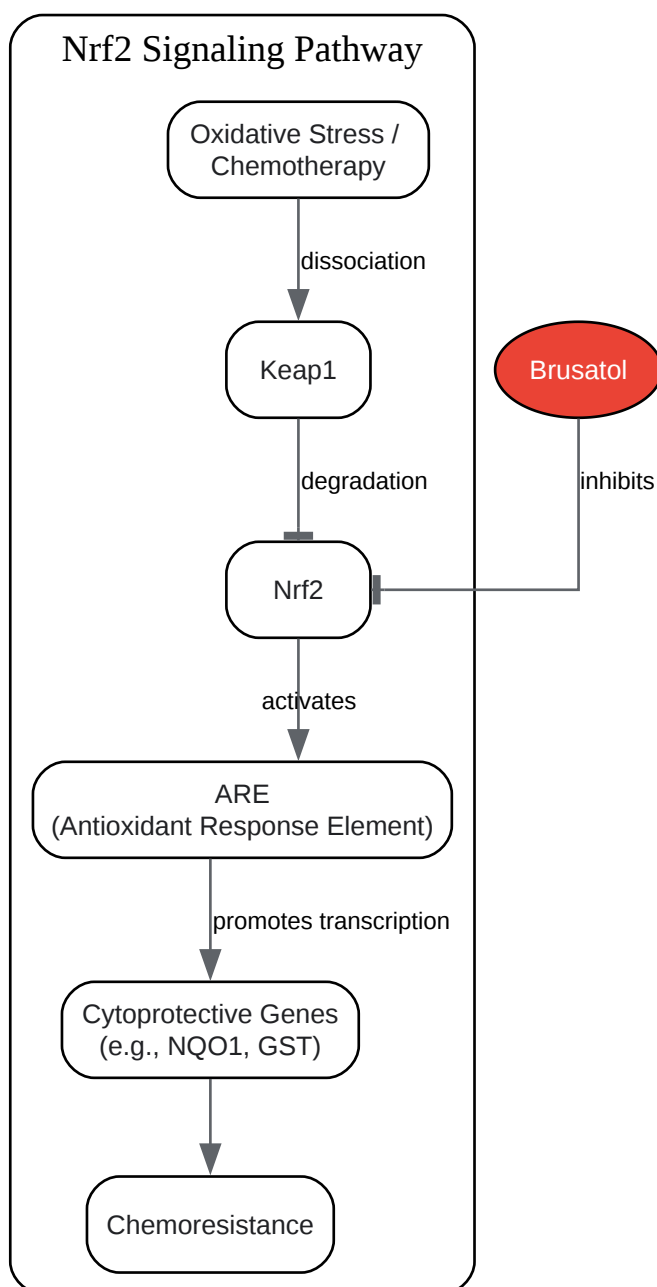 Nrf2 Signaling Pathway
Oxidative Stress /
Chemotherapy
dissociation
Keap1
Brusatol
degradation
inhibits
Nrf2
activates
ARE
(Antioxidant Response Element)
promotes transcription
Cytoprotective Genes
(e.g., NQO1, GST)
Chemoresistance